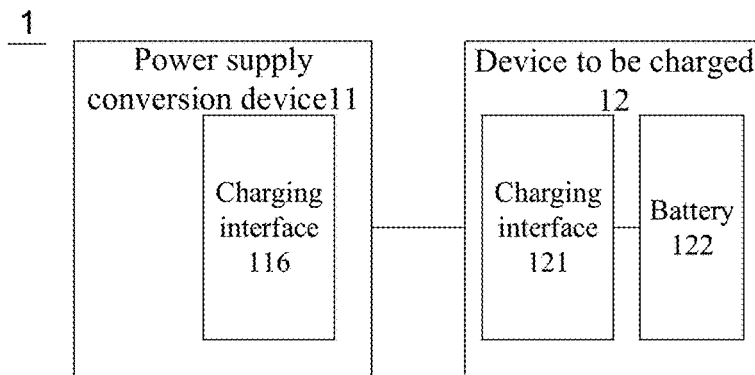 1
Power supply
conversion device11
Charging
interface
116
Device to be charged
12
Charging
interface
121
Battery
122